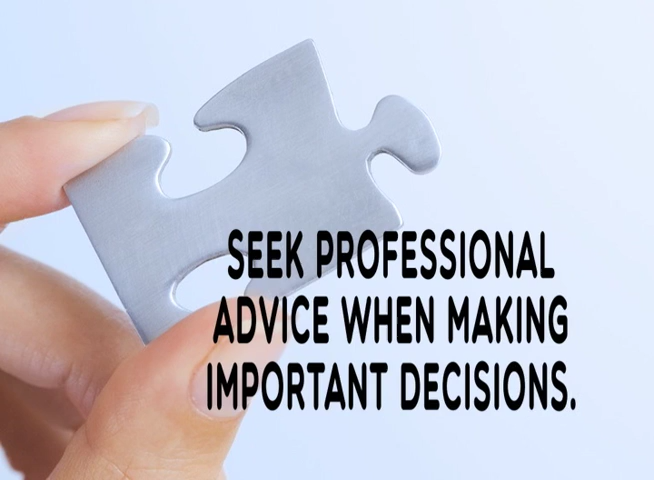 SEEK PROFESSIONAL
ADVICE WHEN MAKING
IMPORTANT DECISIONS.